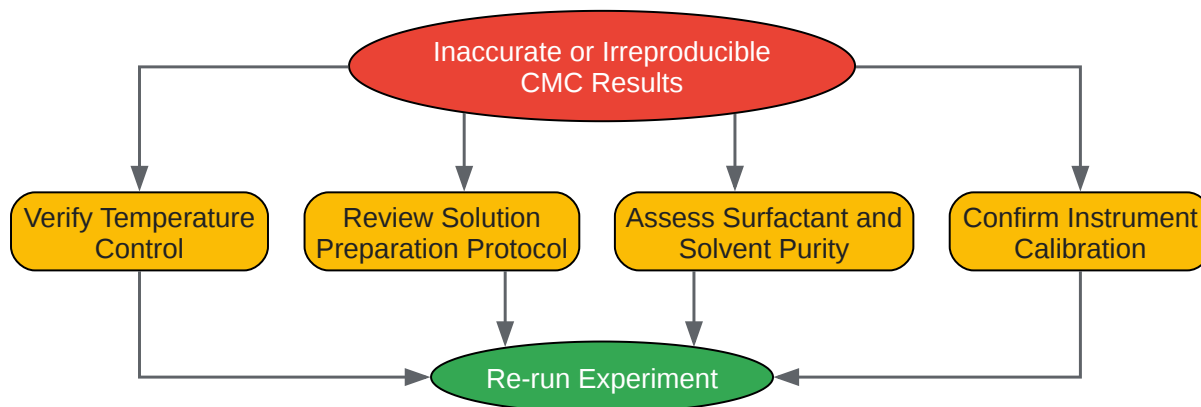 Inaccurate or Irreproducible
CMC Results
Verify Temperature
Control
Review Solution
Preparation Protocol
Assess Surfactant and
Solvent Purity
Confirm Instrument
Calibration
Re-run Experiment